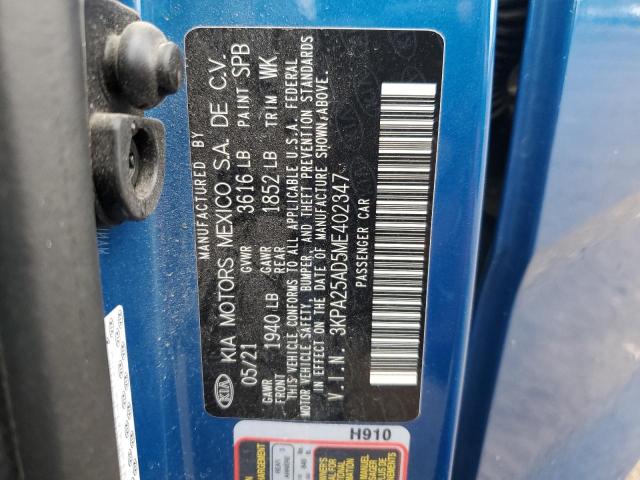 MANUFACTURED BY
KIA KIA MOTORS MEXICO S.A. DE C.V.
05/21 GVWR 3616 LB PAINT SPB
GAWR FRONT 1940 LB GAWR REAR 1852 LB TRIM WK
THIS VEHICLE CONFORMS TO ALL APPLICABLE U.S.A. FEDERAL
MOTOR VEHICLE SAFETY, BUMPER, AND THEFT PREVENTION STANDARDS
IN EFFECT ON THE DATE OF MANUFACTURE SHOWN ABOVE.
V.I.N. 3KPA25AD5ME402347
PASSENGER CAR
H910